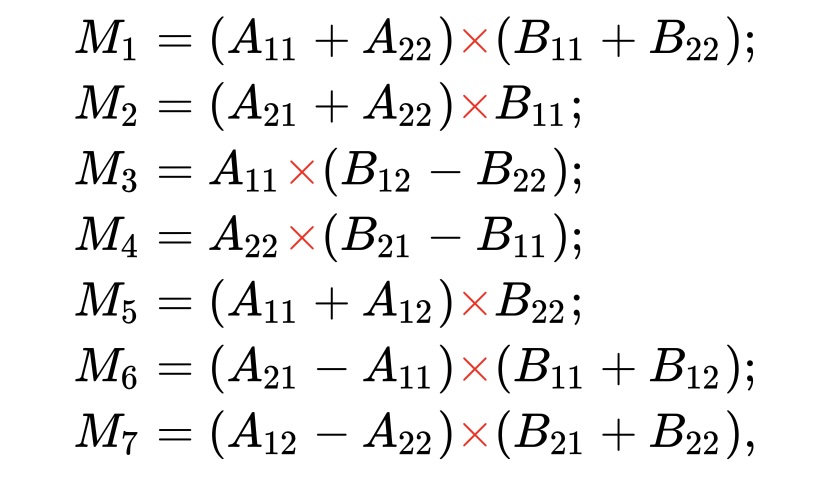 M₁ = (A₁₁ + A₂₂)×(B₁₁ + B₂₂);
M₂ = (A₂₁ + A₂₂)×B₁₁;
M₃ = A₁₁×(B₁₂ − B₂₂);
M₄ = A₂₂×(B₂₁ − B₁₁);
M₅ = (A₁₁ + A₁₂)×B₂₂;
M₆ = (A₂₁ − A₁₁)×(B₁₁ + B₁₂);
M₇ = (A₁₂ − A₂₂)×(B₂₁ + B₂₂),